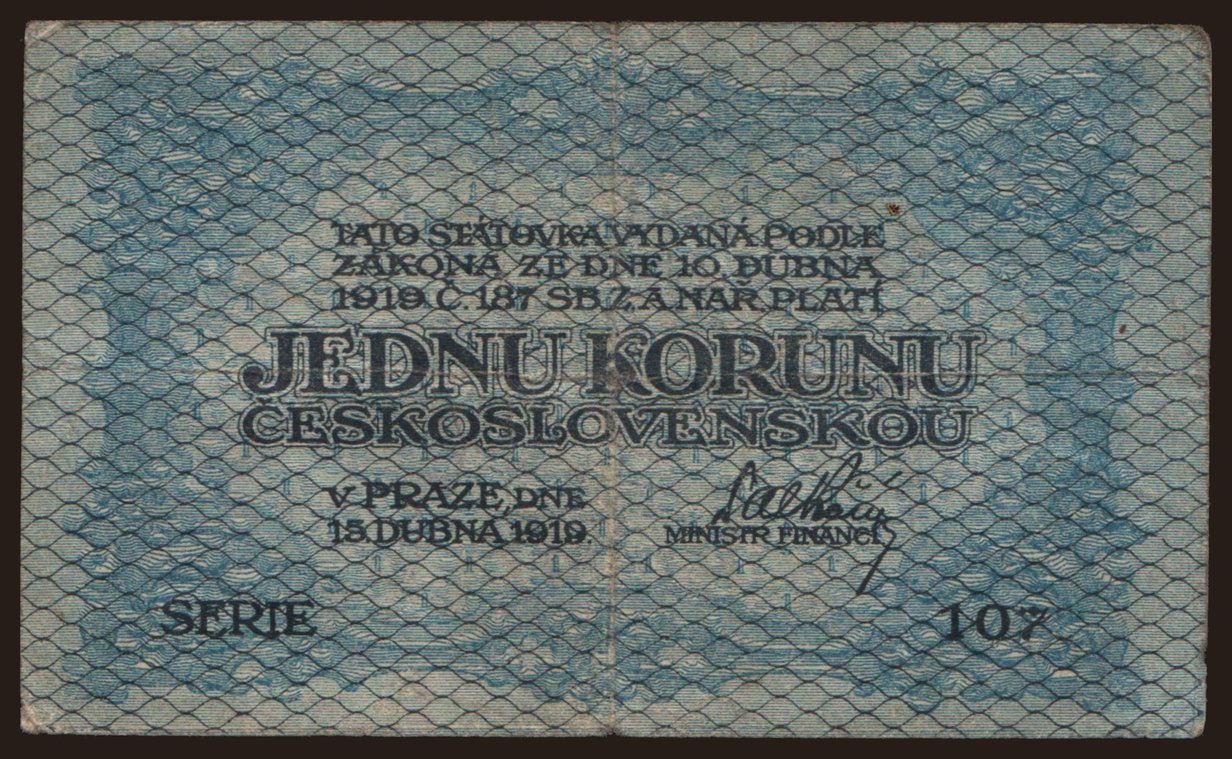 TATO STÁTOVKA VYDANÁ PODLE
ZÁKONA ZE DNE 10. DUBNA
1919 Č. 187 SB. Z. A NAŘ. PLATÍ
JEDNU KORUNU
ČESKOSLOVENSKOU
V PRAZE, DNE
15. DUBNA 1919.
MINISTR FINANCÍ
SERIE 107